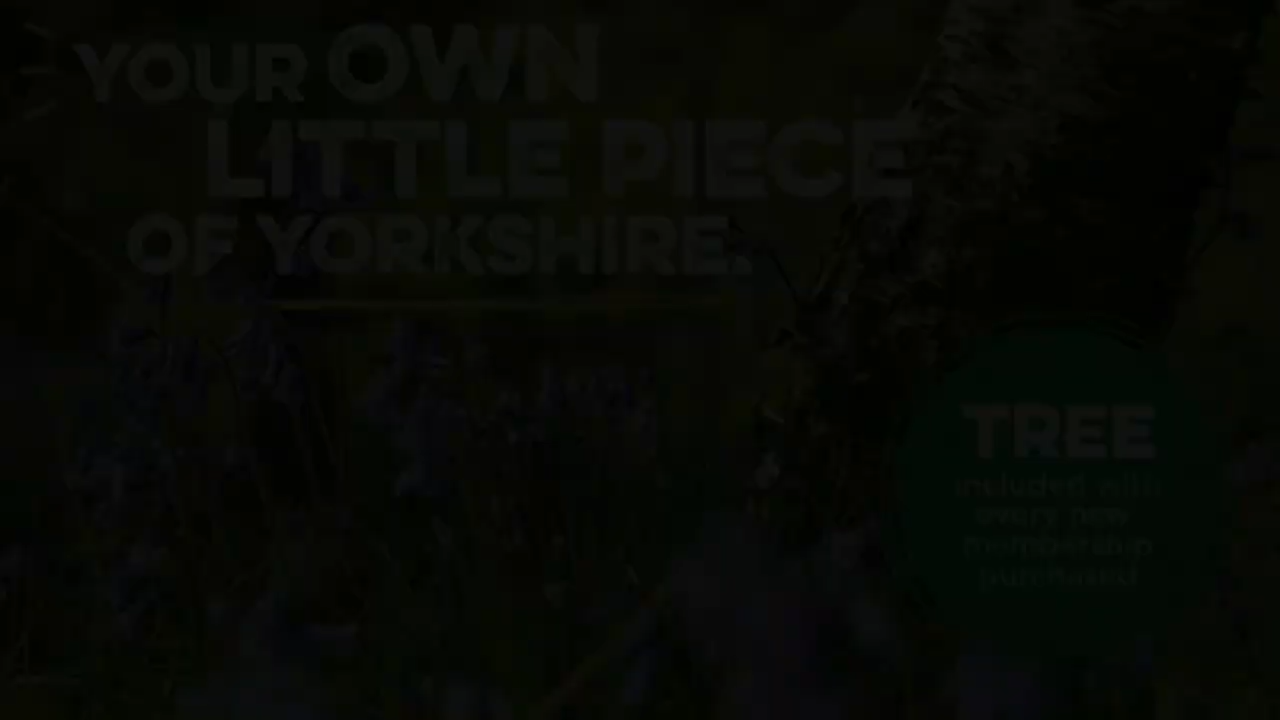 YOUR OWN
LITTLE PIECE
OF YORKSHIRE.
TREE
included with
every new
membership
purchased